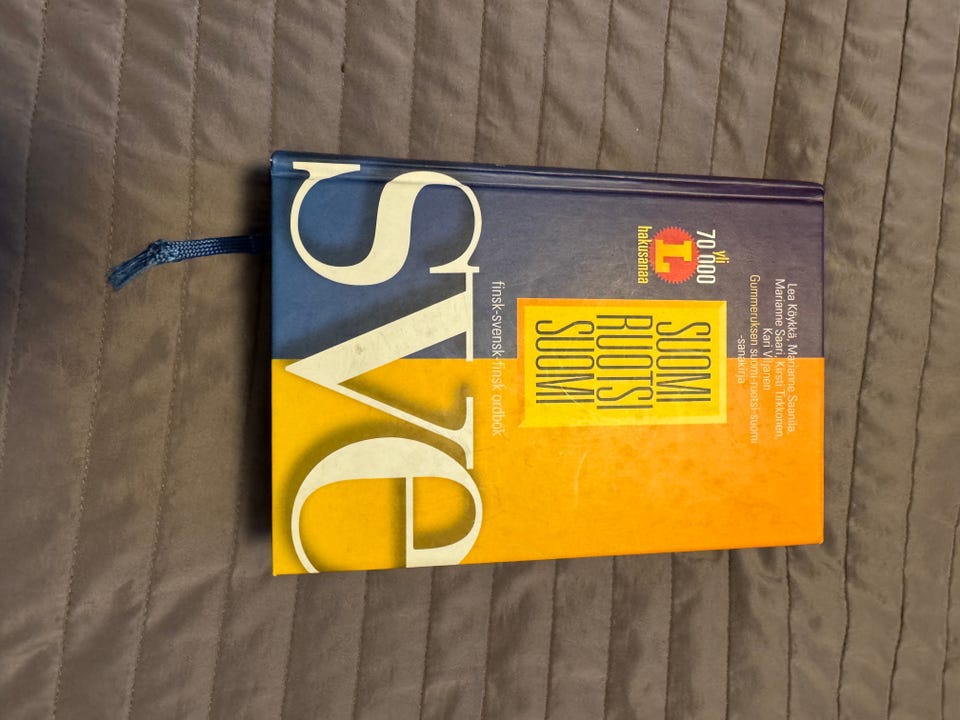 Lea Köykkä, Marianne Saanila,
Marianne Saari, Kirsti Tirkkonen,
Kari Viljanen
Gummeruksen suomi-ruotsi-suomi
-sanakirja
yli
70 000
L
hakusanaa
SUOMI
RUOTSI
SUOMI
finsk-svensk-finsk ordbok
sve